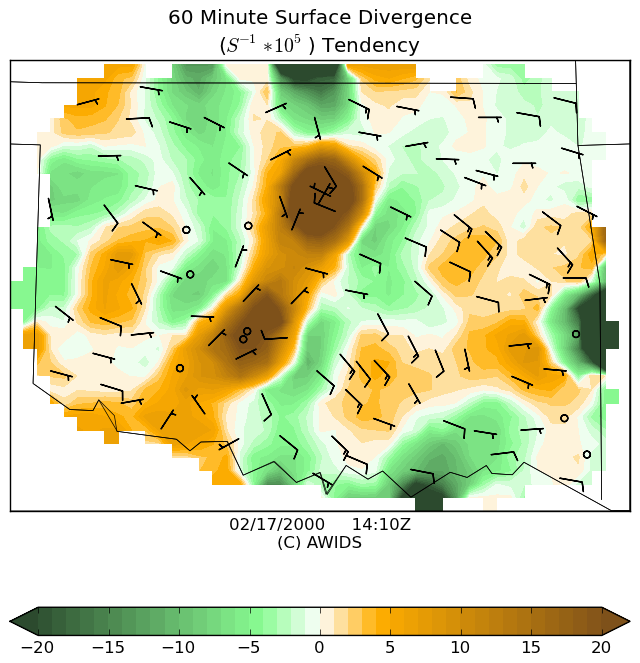 60 Minute Surface Divergence
(S⁻¹ * 10⁵ ) Tendency
02/17/2000 14:10Z
(C) AWIDS
−20 −15 −10 −5 0 5 10 15 20